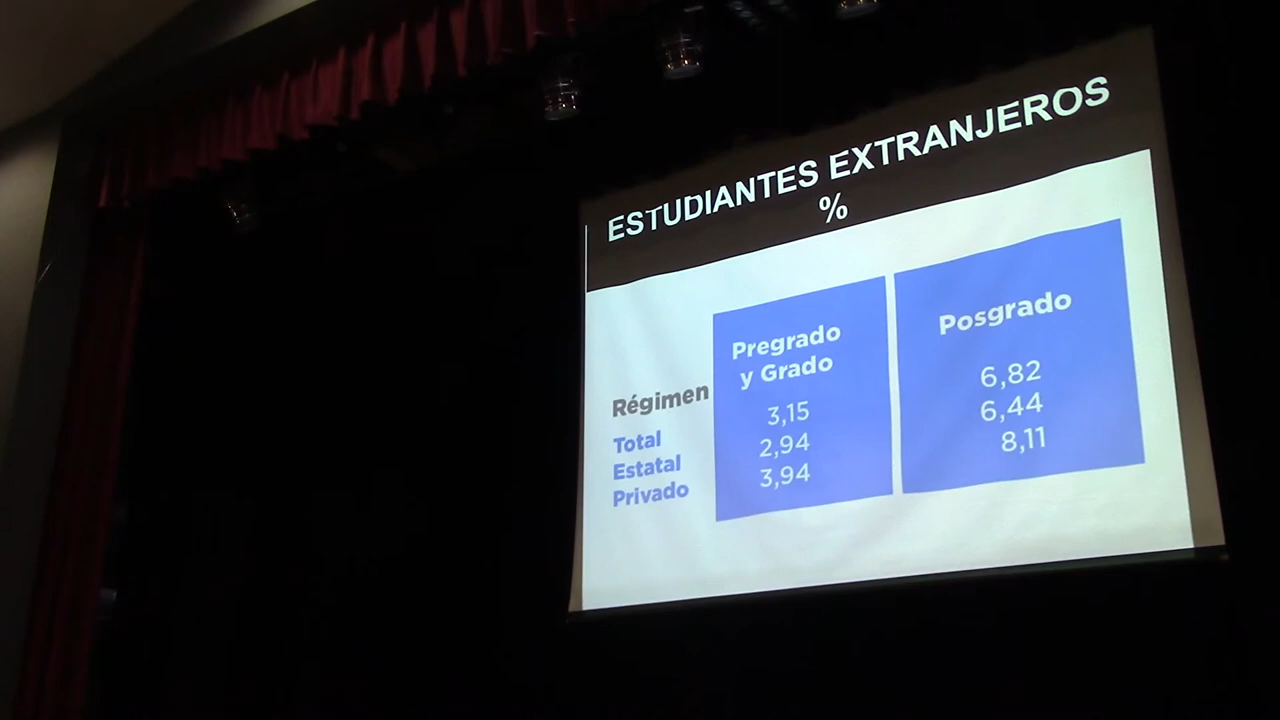 ESTUDIANTES EXTRANJEROS
%
Régimen
Total
Estatal
Privado
Pregrado
y Grado
3,15
2,94
3,94
Posgrado
6,82
6,44
8,11